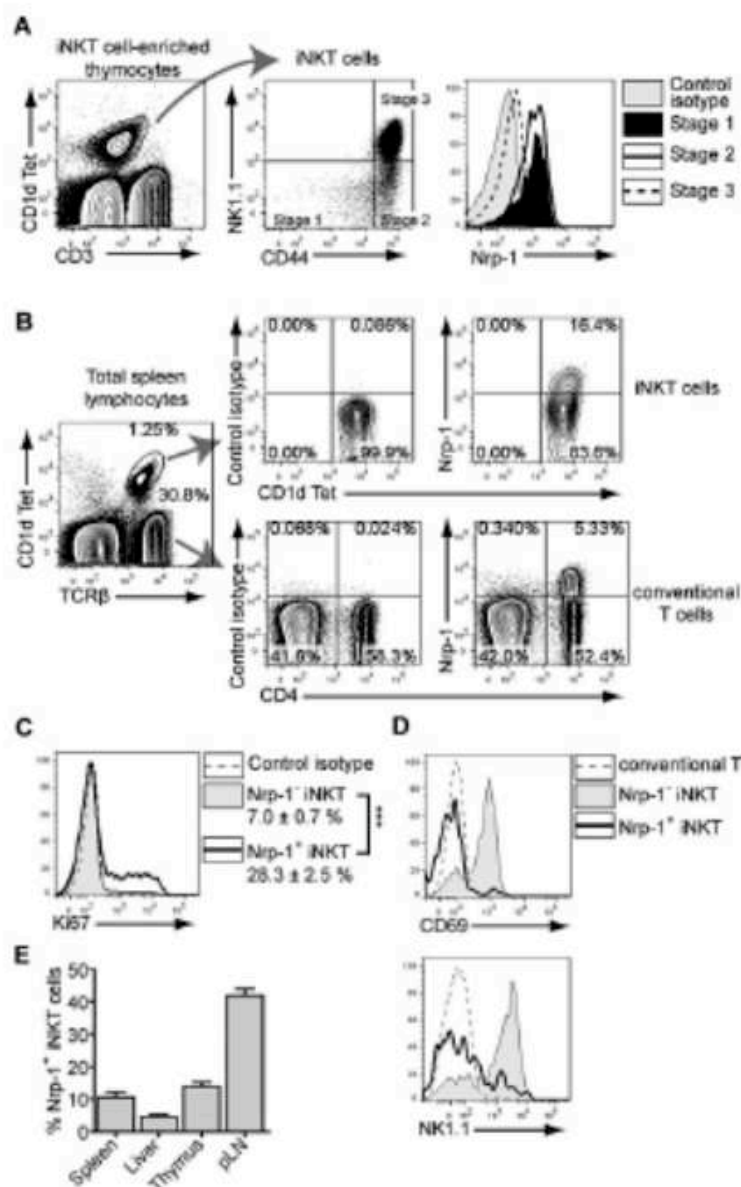 A
iNKT cell-enriched
thymocytes
iNKT cells
CD1d Tet
CD3
NK1.1
CD44
Stage 3
Stage 1
Stage 2
Nrp-1
Control
isotype
Stage 1
Stage 2
Stage 3
B
Total spleen
lymphocytes
1.25%
30.8%
CD1d Tet
TCRβ
0.00%
0.086%
0.00%
99.9%
Control isotype
0.00%
16.4%
0.00%
83.6%
Nrp-1
iNKT cells
CD1d Tet
0.068%
0.024%
41.6%
58.3%
Control isotype
0.340%
5.33%
42.0%
52.4%
Nrp-1
conventional
T cells
CD4
C
Control isotype
Nrp-1⁻ iNKT
7.0 ± 0.7 %
Nrp-1⁺ iNKT
28.3 ± 2.5 %
***
Ki67
D
conventional T
Nrp-1⁻ iNKT
Nrp-1⁺ iNKT
CD69
NK1.1
E
% Nrp-1⁺ iNKT cells
50
40
30
20
10
0
Spleen
Liver
Thymus
pLN